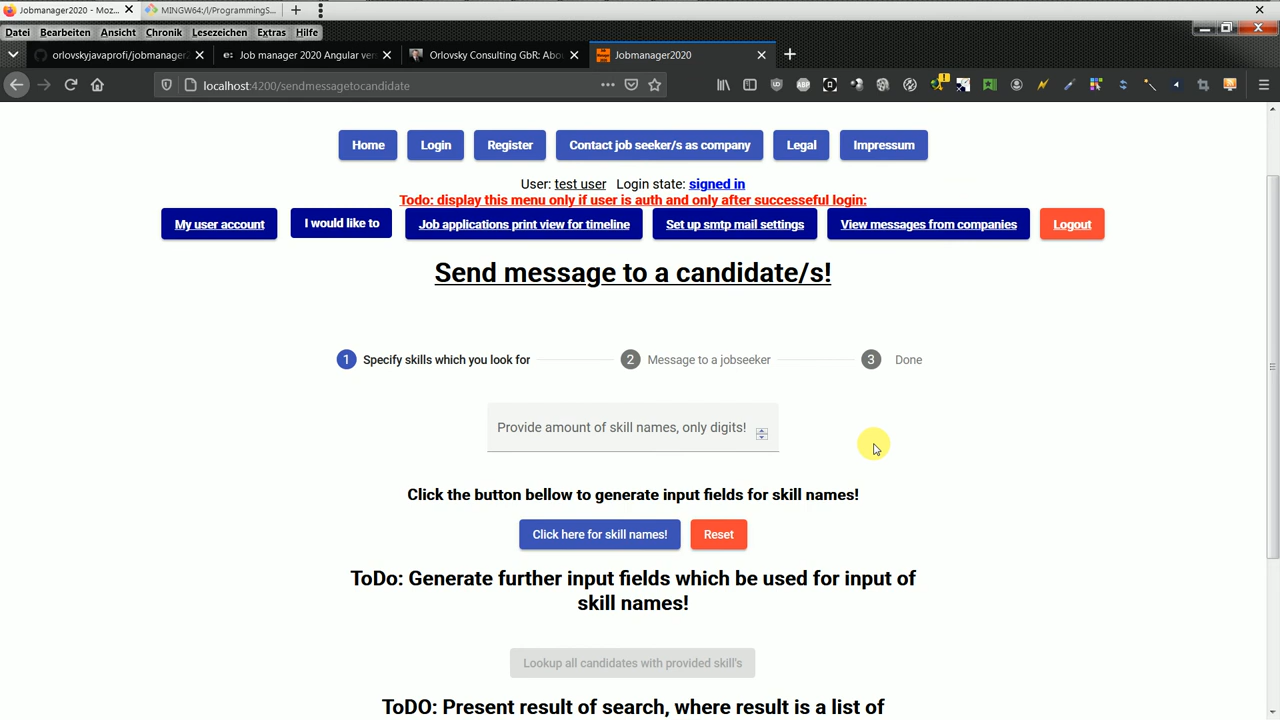 Jobmanager2020 - Moz...
MINGW64:/l/ProgrammingS...
Datei Bearbeiten Ansicht Chronik Lesezeichen Extras Hilfe
orlovskyjavaprofi/jobmanager2
Job manager 2020 Angular ver
Orlovsky Consulting GbR: Abou
Jobmanager2020
localhost:4200/sendmessagetocandidate
Home Login Register Contact job seeker/s as company Legal Impressum
User: test user Login state: signed in
Todo: display this menu only if user is auth and only after successeful login:
My user account I would like to Job applications print view for timeline Set up smtp mail settings View messages from companies Logout
Send message to a candidate/s!
1 Specify skills which you look for 2 Message to a jobseeker 3 Done
Provide amount of skill names, only digits!
Click the button bellow to generate input fields for skill names!
Click here for skill names! Reset
ToDo: Generate further input fields which be used for input of
skill names!
Lookup all candidates with provided skill's
ToDO: Present result of search, where result is a list of